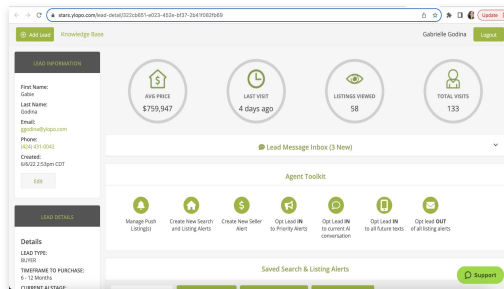 stars.ylopo.com/lead-detail/322cb651-e023-452e-bf37-2b41f082fb69
Update
Add Lead
Knowledge Base
Gabrielle Godina
Logout
LEAD INFORMATION
First Name:
Gabie
Last Name:
Godina
Email:
ggodina@ylopo.com
Phone:
(424) 431-0042
Created:
6/6/22 2:53pm CDT
Edit
LEAD DETAILS
Details
LEAD TYPE:
BUYER
TIMEFRAME TO PURCHASE:
6 - 12 Months
CURRENT AI STAGE:
AVG PRICE
$759,947
LAST VISIT
4 days ago
LISTINGS VIEWED
58
TOTAL VISITS
133
Lead Message Inbox (3 New)
Agent Toolkit
Manage Push
Listing(s)
Create New Search
and Listing Alerts
Create New Seller
Alert
Opt Lead IN
to Priority Alerts
Opt Lead IN
to current AI
conversation
Opt Lead IN
to all future texts
Opt lead OUT
of all listing alerts
Saved Search & Listing Alerts
Support